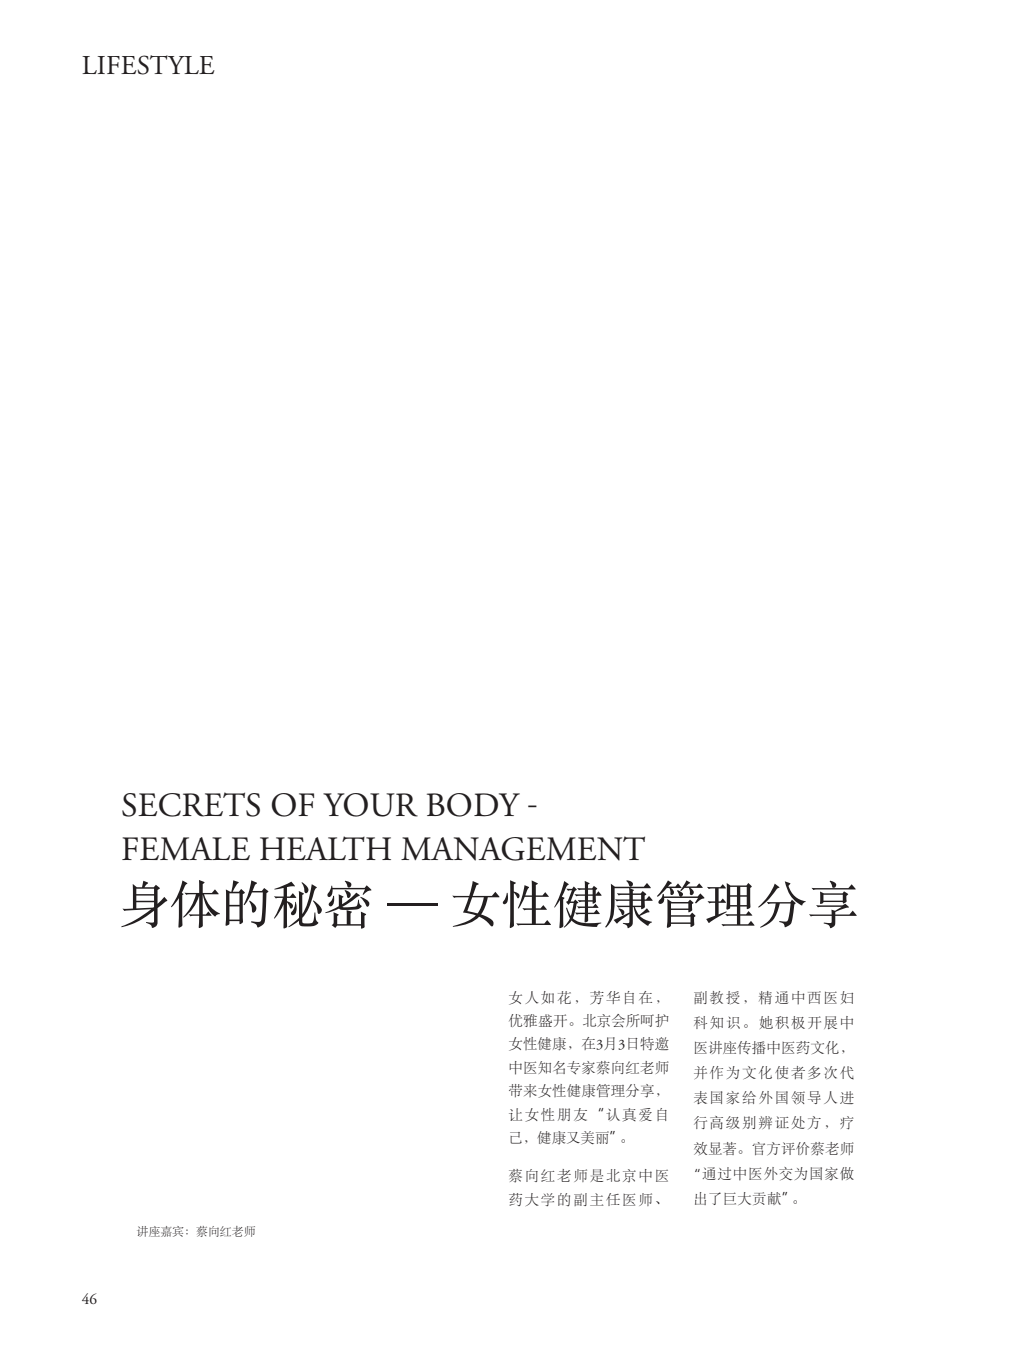 LIFESTYLE
SECRETS OF YOUR BODY -
FEMALE HEALTH MANAGEMENT
身体的秘密 — 女性健康管理分享
女人如花，芳华自在，
优雅盛开。北京会所呵护
女性健康，在3月3日特邀
中医知名专家蔡向红老师
带来女性健康管理分享，
让女性朋友“认真爱自
己，健康又美丽”。
蔡向红老师是北京中医
药大学的副主任医师、
副教授，精通中西医妇
科知识。她积极开展中
医讲座传播中医药文化，
并作为文化使者多次代
表国家给外国领导人进
行高级别辨证处方，疗
效显著。官方评价蔡老师
“通过中医外交为国家做
出了巨大贡献”。
讲座嘉宾：蔡向红老师
46